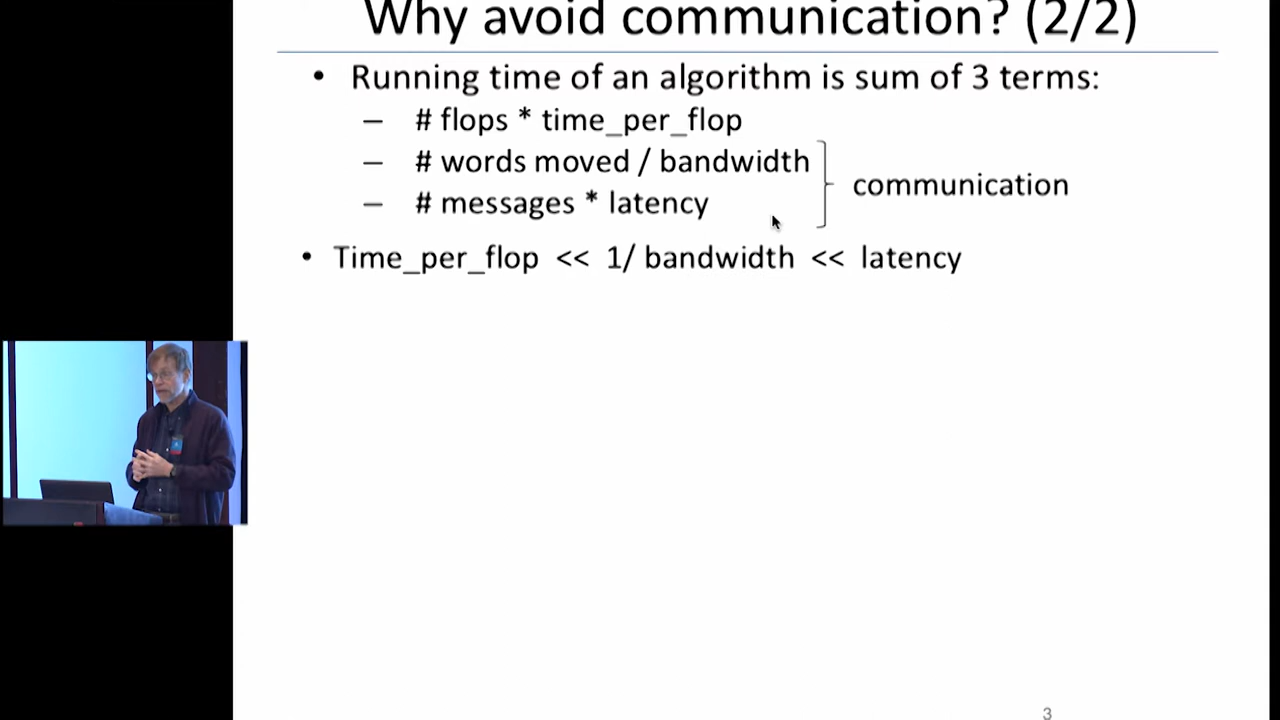 Why avoid communication? (2/2)
• Running time of an algorithm is sum of 3 terms:
– # flops * time_per_flop
– # words moved / bandwidth
communication
– # messages * latency
• Time_per_flop << 1/ bandwidth << latency
3